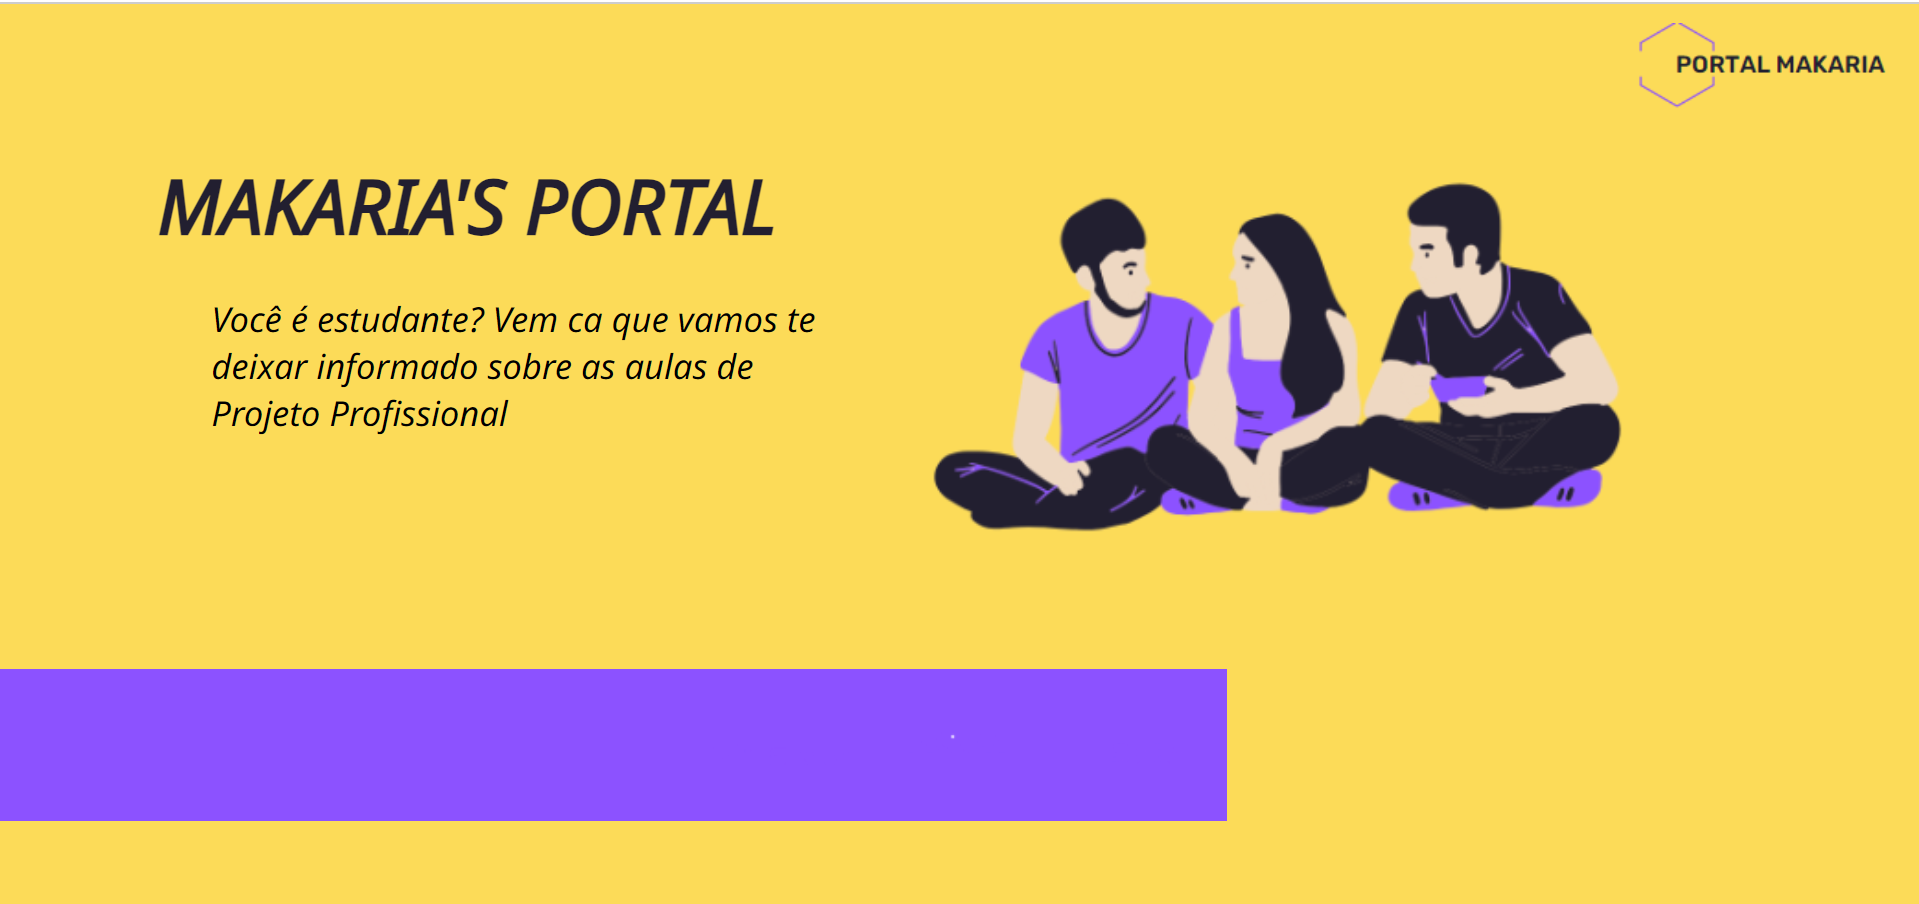 PORTAL MAKARIA
MAKARIA'S PORTAL
Você é estudante? Vem ca que vamos te
deixar informado sobre as aulas de
Projeto Profissional